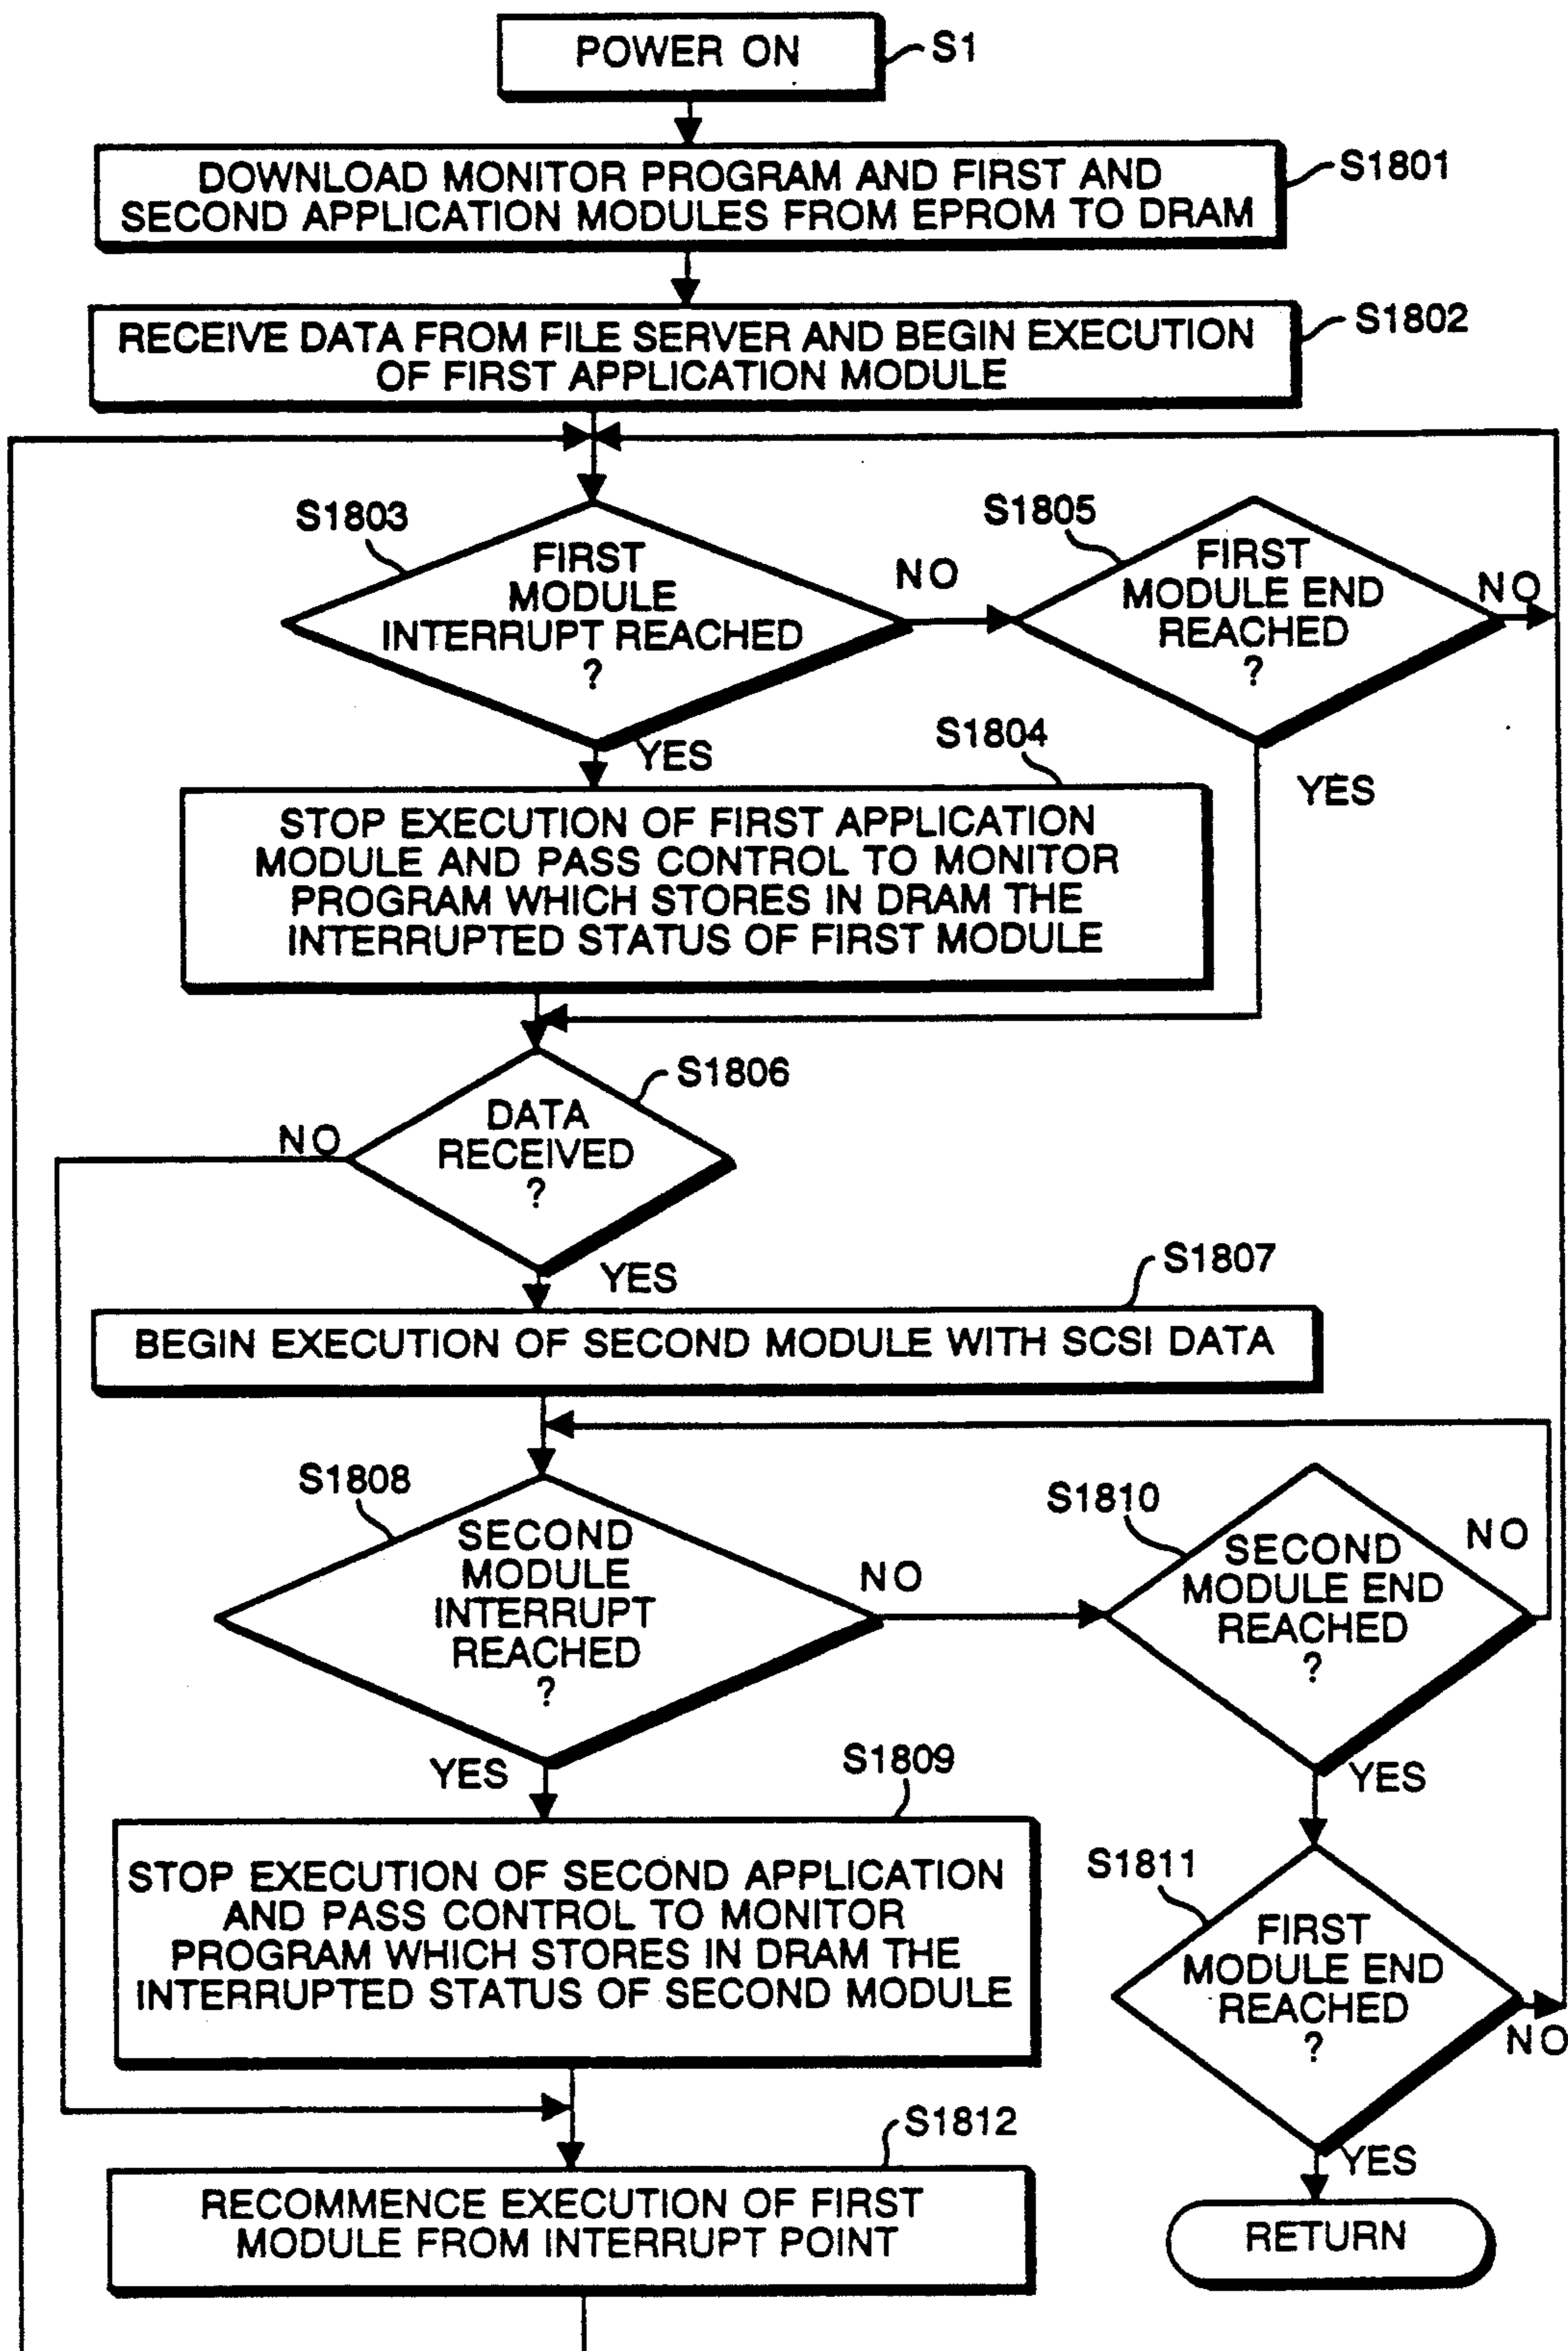 POWER ON
S1
DOWNLOAD MONITOR PROGRAM AND FIRST AND
SECOND APPLICATION MODULES FROM EPROM TO DRAM
S1801
RECEIVE DATA FROM FILE SERVER AND BEGIN EXECUTION
OF FIRST APPLICATION MODULE
S1802
S1803
FIRST
MODULE
INTERRUPT REACHED
?
NO
YES
S1805
FIRST
MODULE END
REACHED
?
NO
YES
S1804
STOP EXECUTION OF FIRST APPLICATION
MODULE AND PASS CONTROL TO MONITOR
PROGRAM WHICH STORES IN DRAM THE
INTERRUPTED STATUS OF FIRST MODULE
S1806
DATA
RECEIVED
?
NO
YES
S1807
BEGIN EXECUTION OF SECOND MODULE WITH SCSI DATA
S1808
SECOND
MODULE
INTERRUPT
REACHED
?
NO
YES
S1810
SECOND
MODULE END
REACHED
?
NO
YES
S1809
STOP EXECUTION OF SECOND APPLICATION
AND PASS CONTROL TO MONITOR
PROGRAM WHICH STORES IN DRAM THE
INTERRUPTED STATUS OF SECOND MODULE
S1811
FIRST
MODULE END
REACHED
?
NO
YES
S1812
RECOMMENCE EXECUTION OF FIRST
MODULE FROM INTERRUPT POINT
RETURN